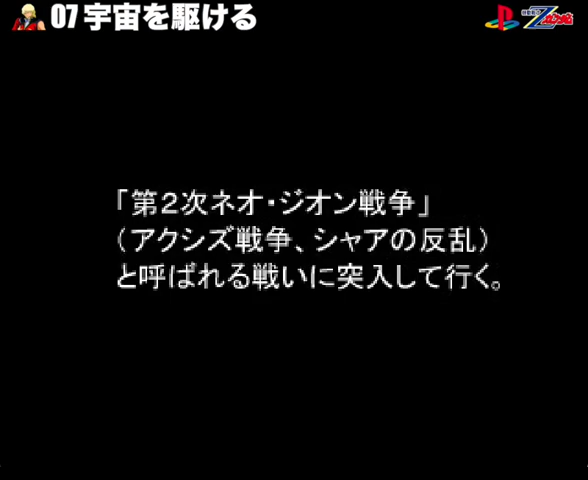 07 宇宙を駆ける
「第２次ネオ・ジオン戦争」
（アクシズ戦争、シャアの反乱）
と呼ばれる戦いに突入して行く。